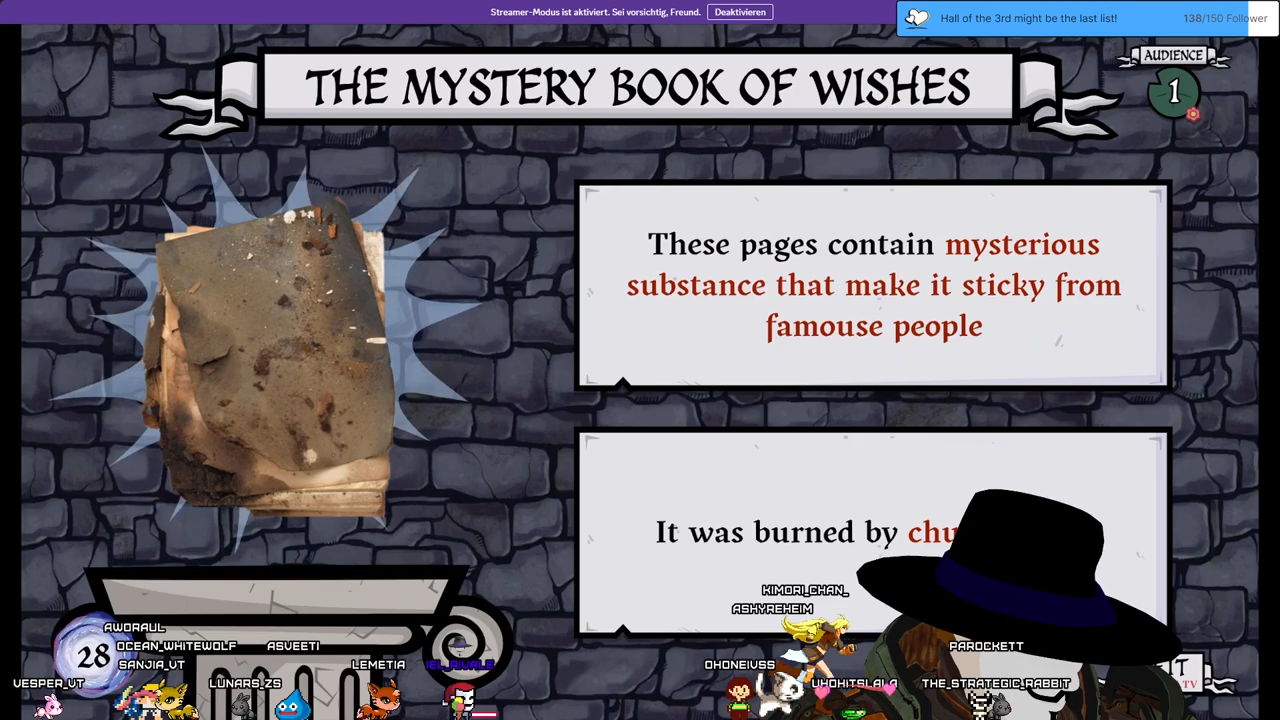 Streamer-Modus ist aktiviert. Sei vorsichtig, Freund. Deaktivieren
Hall of the 3rd might be the last list! 138/150 Follower
AUDIENCE
1
THE MYSTERY BOOK OF WISHES
These pages contain mysterious
substance that make it sticky from
famouse people
It was burned by
KIMORI_CHAN_
ASHYREHEIM
AWORAUL
OCEAN_WHITEWOLF ASVEETI
PAROCKETT
28
SANJIA_VT LEMETIA
OHONEIVSS
VESPER_VT LUNARS_ZS
UHOHITSLALA THE_STRATEGIC_RABBIT
TV